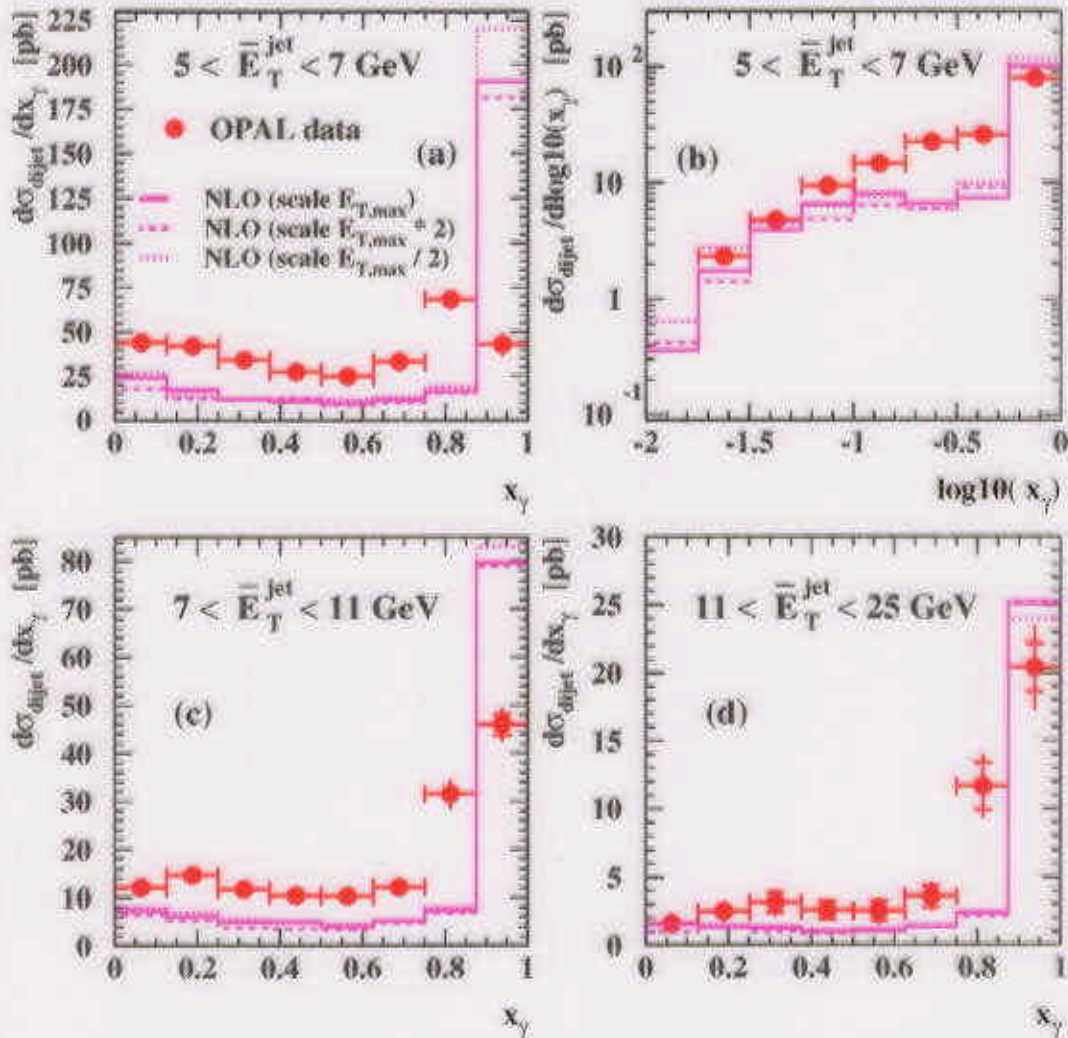 dσ_dijet/dx_γ [pb]
5 < Ē_T^jet < 7 GeV
OPAL data
(a)
NLO (scale E_T,max)
NLO (scale E_T,max * 2)
NLO (scale E_T,max / 2)
225
200
175
150
125
100
75
50
25
0
0 0.2 0.4 0.6 0.8 1
x_γ
dσ_dijet/dlog10(x_γ) [pb]
5 < Ē_T^jet < 7 GeV
(b)
10^2
10
1
10
-2 -1.5 -1 -0.5 0
log10( x_γ)
dσ_dijet/dx_γ [pb]
7 < Ē_T^jet < 11 GeV
(c)
80
70
60
50
40
30
20
10
0
0 0.2 0.4 0.6 0.8 1
x_γ
dσ_dijet/dx_γ [pb]
11 < Ē_T^jet < 25 GeV
(d)
30
25
20
15
10
5
0
0 0.2 0.4 0.6 0.8 1
x_γ